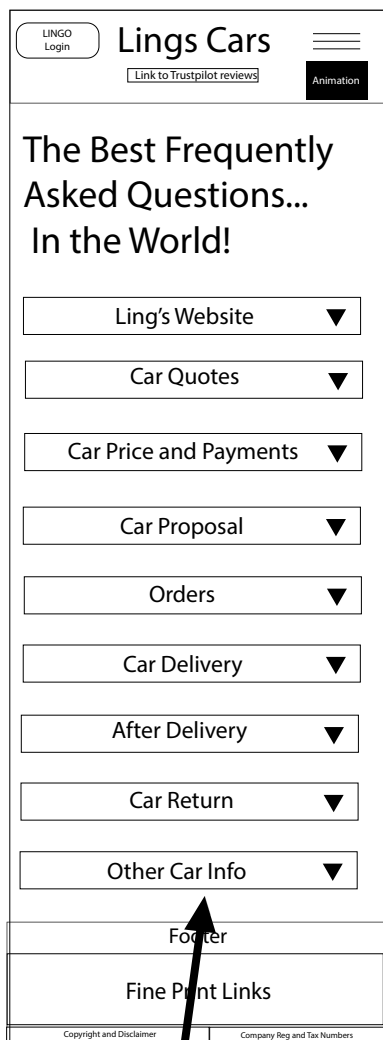 LINGO
Login
Lings Cars
Link to Trustpilot reviews
Animation
The Best Frequently
Asked Questions...
In the World!
Ling's Website
Car Quotes
Car Price and Payments
Car Proposal
Orders
Car Delivery
After Delivery
Car Return
Other Car Info
Footer
Fine Print Links
Copyright and Disclaimer
Company Reg and Tax Numbers